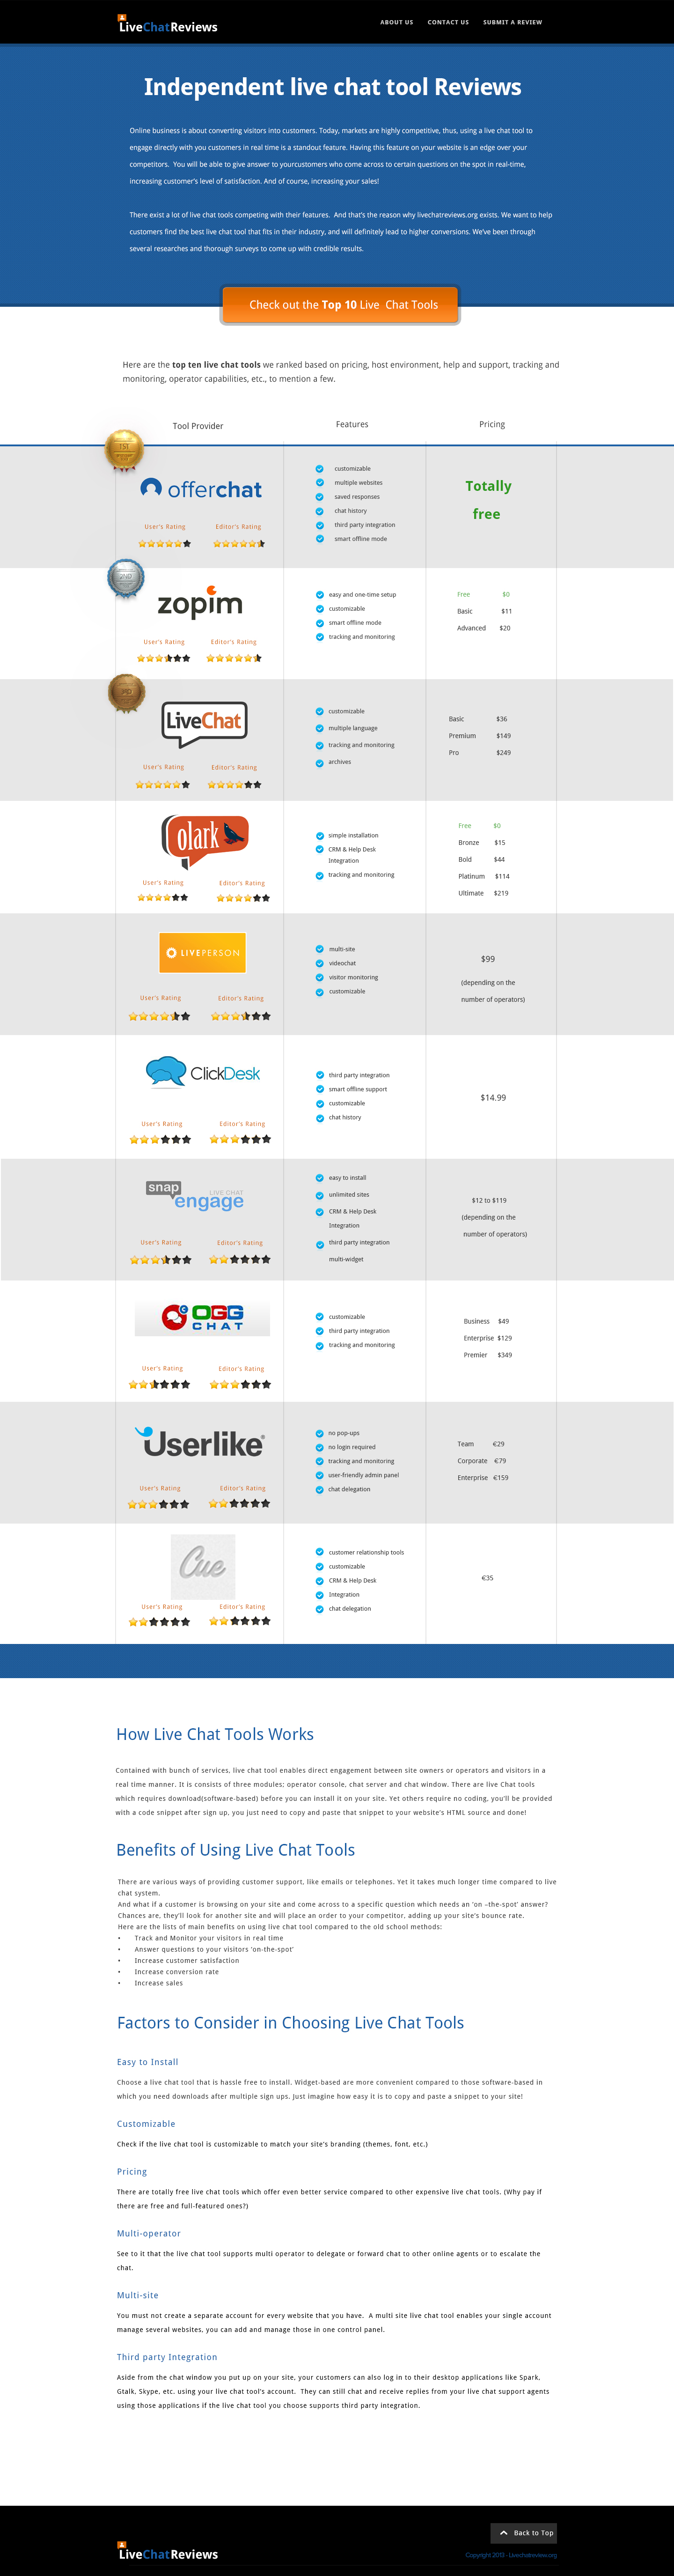 LiveChatReviews
ABOUT US
CONTACT US
SUBMIT A REVIEW
Independent live chat tool Reviews
Online business is about converting visitors into customers. Today, markets are highly competitive, thus, using a live chat tool to
engage directly with you customers in real time is a standout feature. Having this feature on your website is an edge over your
competitors.  You will be able to give answer to yourcustomers who come across to certain questions on the spot in real-time,
increasing customer's level of satisfaction. And of course, increasing your sales!
There exist a lot of live chat tools competing with their features.  And that's the reason why livechatreviews.org exists. We want to help
customers find the best live chat tool that fits in their industry, and will definitely lead to higher conversions. We've been through
several researches and thorough surveys to come up with credible results.
Check out the Top 10 Live  Chat Tools
Here are the top ten live chat tools we ranked based on pricing, host environment, help and support, tracking and
monitoring, operator capabilities, etc., to mention a few.
Tool Provider
Features
Pricing
1ST
offerchat
User's Rating
Editor's Rating
customizable
multiple websites
saved responses
chat history
third party integration
smart offline mode
Totally
free
2ND
zopim
User's Rating
Editor's Rating
easy and one-time setup
customizable
smart offline mode
tracking and monitoring
Free $0
Basic $11
Advanced $20
LiveChat
User's Rating
Editor's Rating
customizable
multiple language
tracking and monitoring
archives
Basic $36
Premium $149
Pro $249
olark
User's Rating
Editor's Rating
simple installation
CRM & Help Desk
Integration
tracking and monitoring
Free $0
Bronze $15
Bold $44
Platinum $114
Ultimate $219
LIVEPERSON
User's Rating
Editor's Rating
multi-site
videochat
visitor monitoring
customizable
$99
(depending on the
number of operators)
ClickDesk
User's Rating
Editor's Rating
third party integration
smart offline support
customizable
chat history
$14.99
snap
LIVE CHAT
engage
User's Rating
Editor's Rating
easy to install
unlimited sites
CRM & Help Desk
Integration
third party integration
multi-widget
$12 to $119
(depending on the
number of operators)
OGG
CHAT
User's Rating
Editor's Rating
customizable
third party integration
tracking and monitoring
Business $49
Enterprise $129
Premier $349
Userlike
User's Rating
Editor's Rating
no pop-ups
no login required
tracking and monitoring
user-friendly admin panel
chat delegation
Team €29
Corporate €79
Enterprise €159
Cue
User's Rating
Editor's Rating
customer relationship tools
customizable
CRM & Help Desk
Integration
chat delegation
€35
How Live Chat Tools Works
Contained with bunch of services, live chat tool enables direct engagement between site owners or operators and visitors in a
real time manner. It is consists of three modules; operator console, chat server and chat window. There are live Chat tools
which requires download(software-based) before you can install it on your site. Yet others require no coding, you'll be provided
with a code snippet after sign up, you just need to copy and paste that snippet to your website's HTML source and done!
Benefits of Using Live Chat Tools
There are various ways of providing customer support, like emails or telephones. Yet it takes much longer time compared to live
chat system.
And what if a customer is browsing on your site and come across to a specific question which needs an 'on –the-spot' answer?
Chances are, they'll look for another site and will place an order to your competitor, adding up your site's bounce rate.
Here are the lists of main benefits on using live chat tool compared to the old school methods:
• Track and Monitor your visitors in real time
• Answer questions to your visitors 'on-the-spot'
• Increase customer satisfaction
• Increase conversion rate
• Increase sales
Factors to Consider in Choosing Live Chat Tools
Easy to Install
Choose a live chat tool that is hassle free to install. Widget-based are more convenient compared to those software-based in
which you need downloads after multiple sign ups. Just imagine how easy it is to copy and paste a snippet to your site!
Customizable
Check if the live chat tool is customizable to match your site's branding (themes, font, etc.)
Pricing
There are totally free live chat tools which offer even better service compared to other expensive live chat tools. (Why pay if
there are free and full-featured ones?)
Multi-operator
See to it that the live chat tool supports multi operator to delegate or forward chat to other online agents or to escalate the
chat.
Multi-site
You must not create a separate account for every website that you have.  A multi site live chat tool enables your single account
manage several websites, you can add and manage those in one control panel.
Third party Integration
Aside from the chat window you put up on your site, your customers can also log in to their desktop applications like Spark,
Gtalk, Skype, etc. using your live chat tool's account.  They can still chat and receive replies from your live chat support agents
using those applications if the live chat tool you choose supports third party integration.
Back to Top
LiveChatReviews
Copyright 2013 - Livechatreview.org